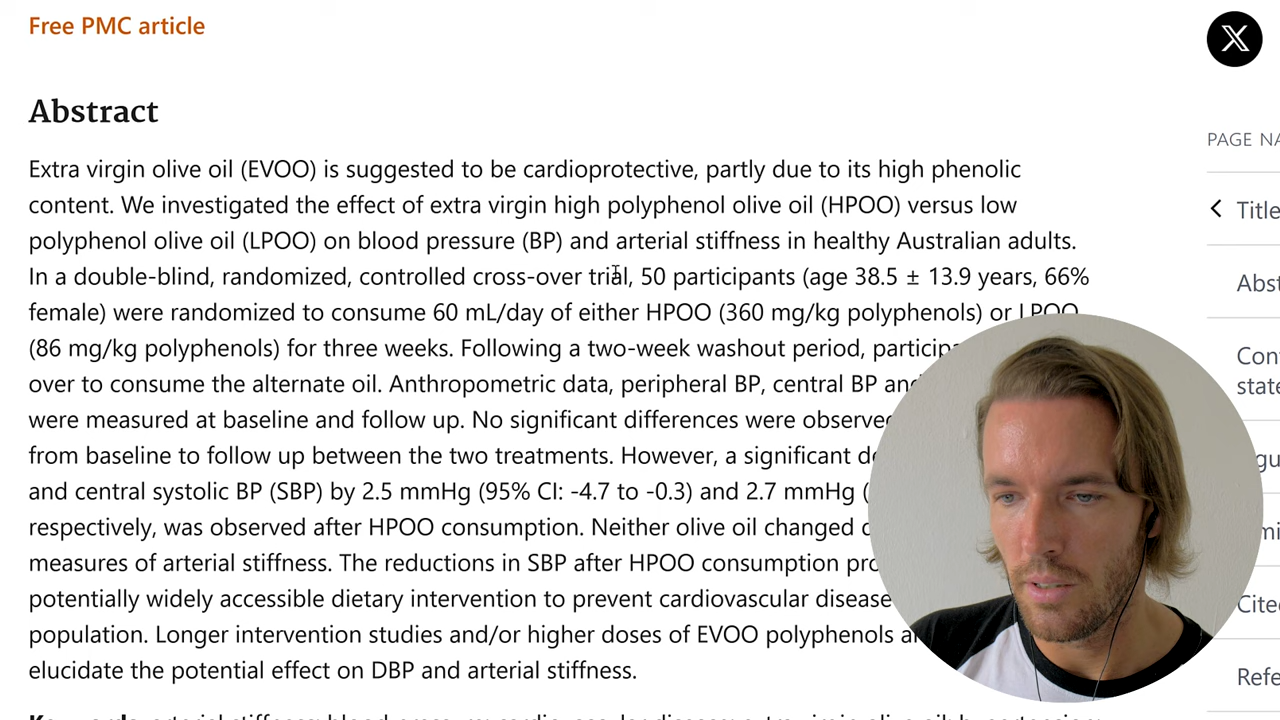 Free PMC article
Abstract
Extra virgin olive oil (EVOO) is suggested to be cardioprotective, partly due to its high phenolic
content. We investigated the effect of extra virgin high polyphenol olive oil (HPOO) versus low
polyphenol olive oil (LPOO) on blood pressure (BP) and arterial stiffness in healthy Australian adults.
In a double-blind, randomized, controlled cross-over trial, 50 participants (age 38.5 ± 13.9 years, 66%
female) were randomized to consume 60 mL/day of either HPOO (360 mg/kg polyphenols) or LPOO
(86 mg/kg polyphenols) for three weeks. Following a two-week washout period,
over to consume the alternate oil. Anthropometric data, peripheral BP, central BP and
were measured at baseline and follow up. No significant differences were observed
from baseline to follow up between the two treatments. However, a significant
and central systolic BP (SBP) by 2.5 mmHg (95% CI: -4.7 to -0.3) and 2.7 mmHg (
respectively, was observed after HPOO consumption. Neither olive oil changed
measures of arterial stiffness. The reductions in SBP after HPOO consumption
potentially widely accessible dietary intervention to prevent cardiovascular disease
population. Longer intervention studies and/or higher doses of EVOO polyphenols
elucidate the potential effect on DBP and arterial stiffness.
X
PAGE
Title